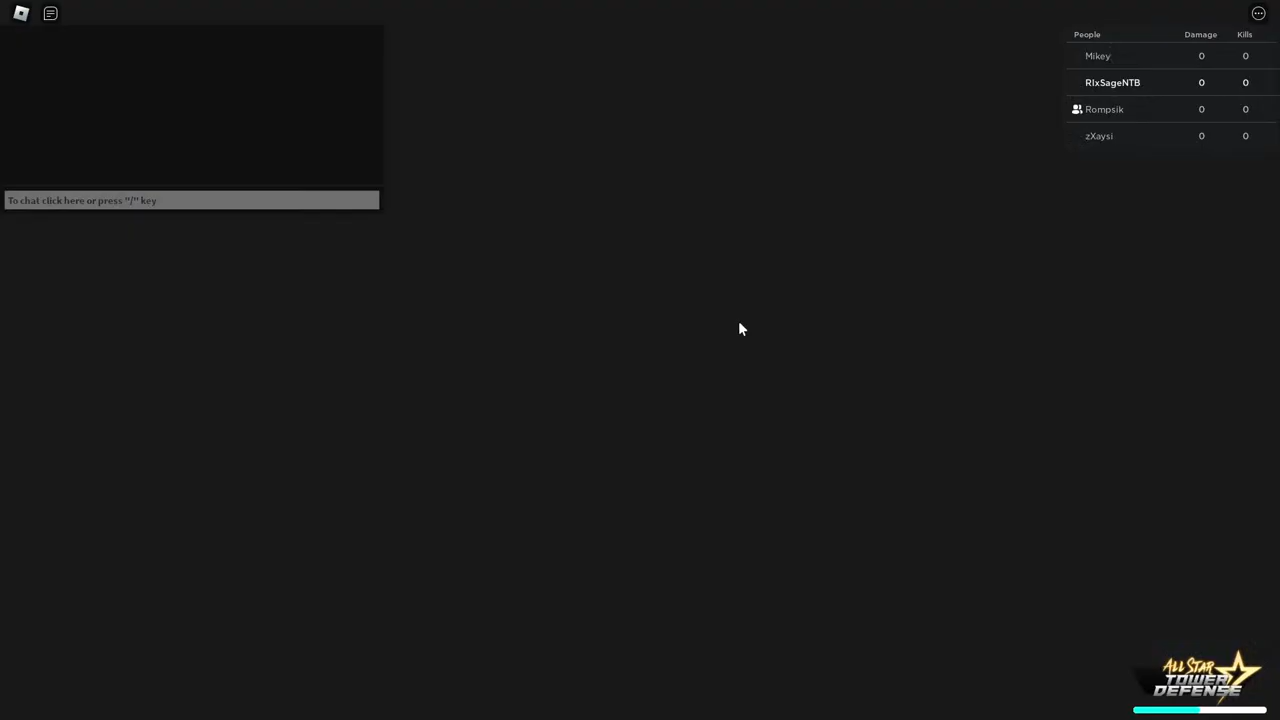 To chat click here or press "/" key
People Damage Kills
Mikey 0 0
RIxSageNTB 0 0
Rompsik 0 0
zXaysi 0 0
ALL STAR
TOWER
DEFENSE